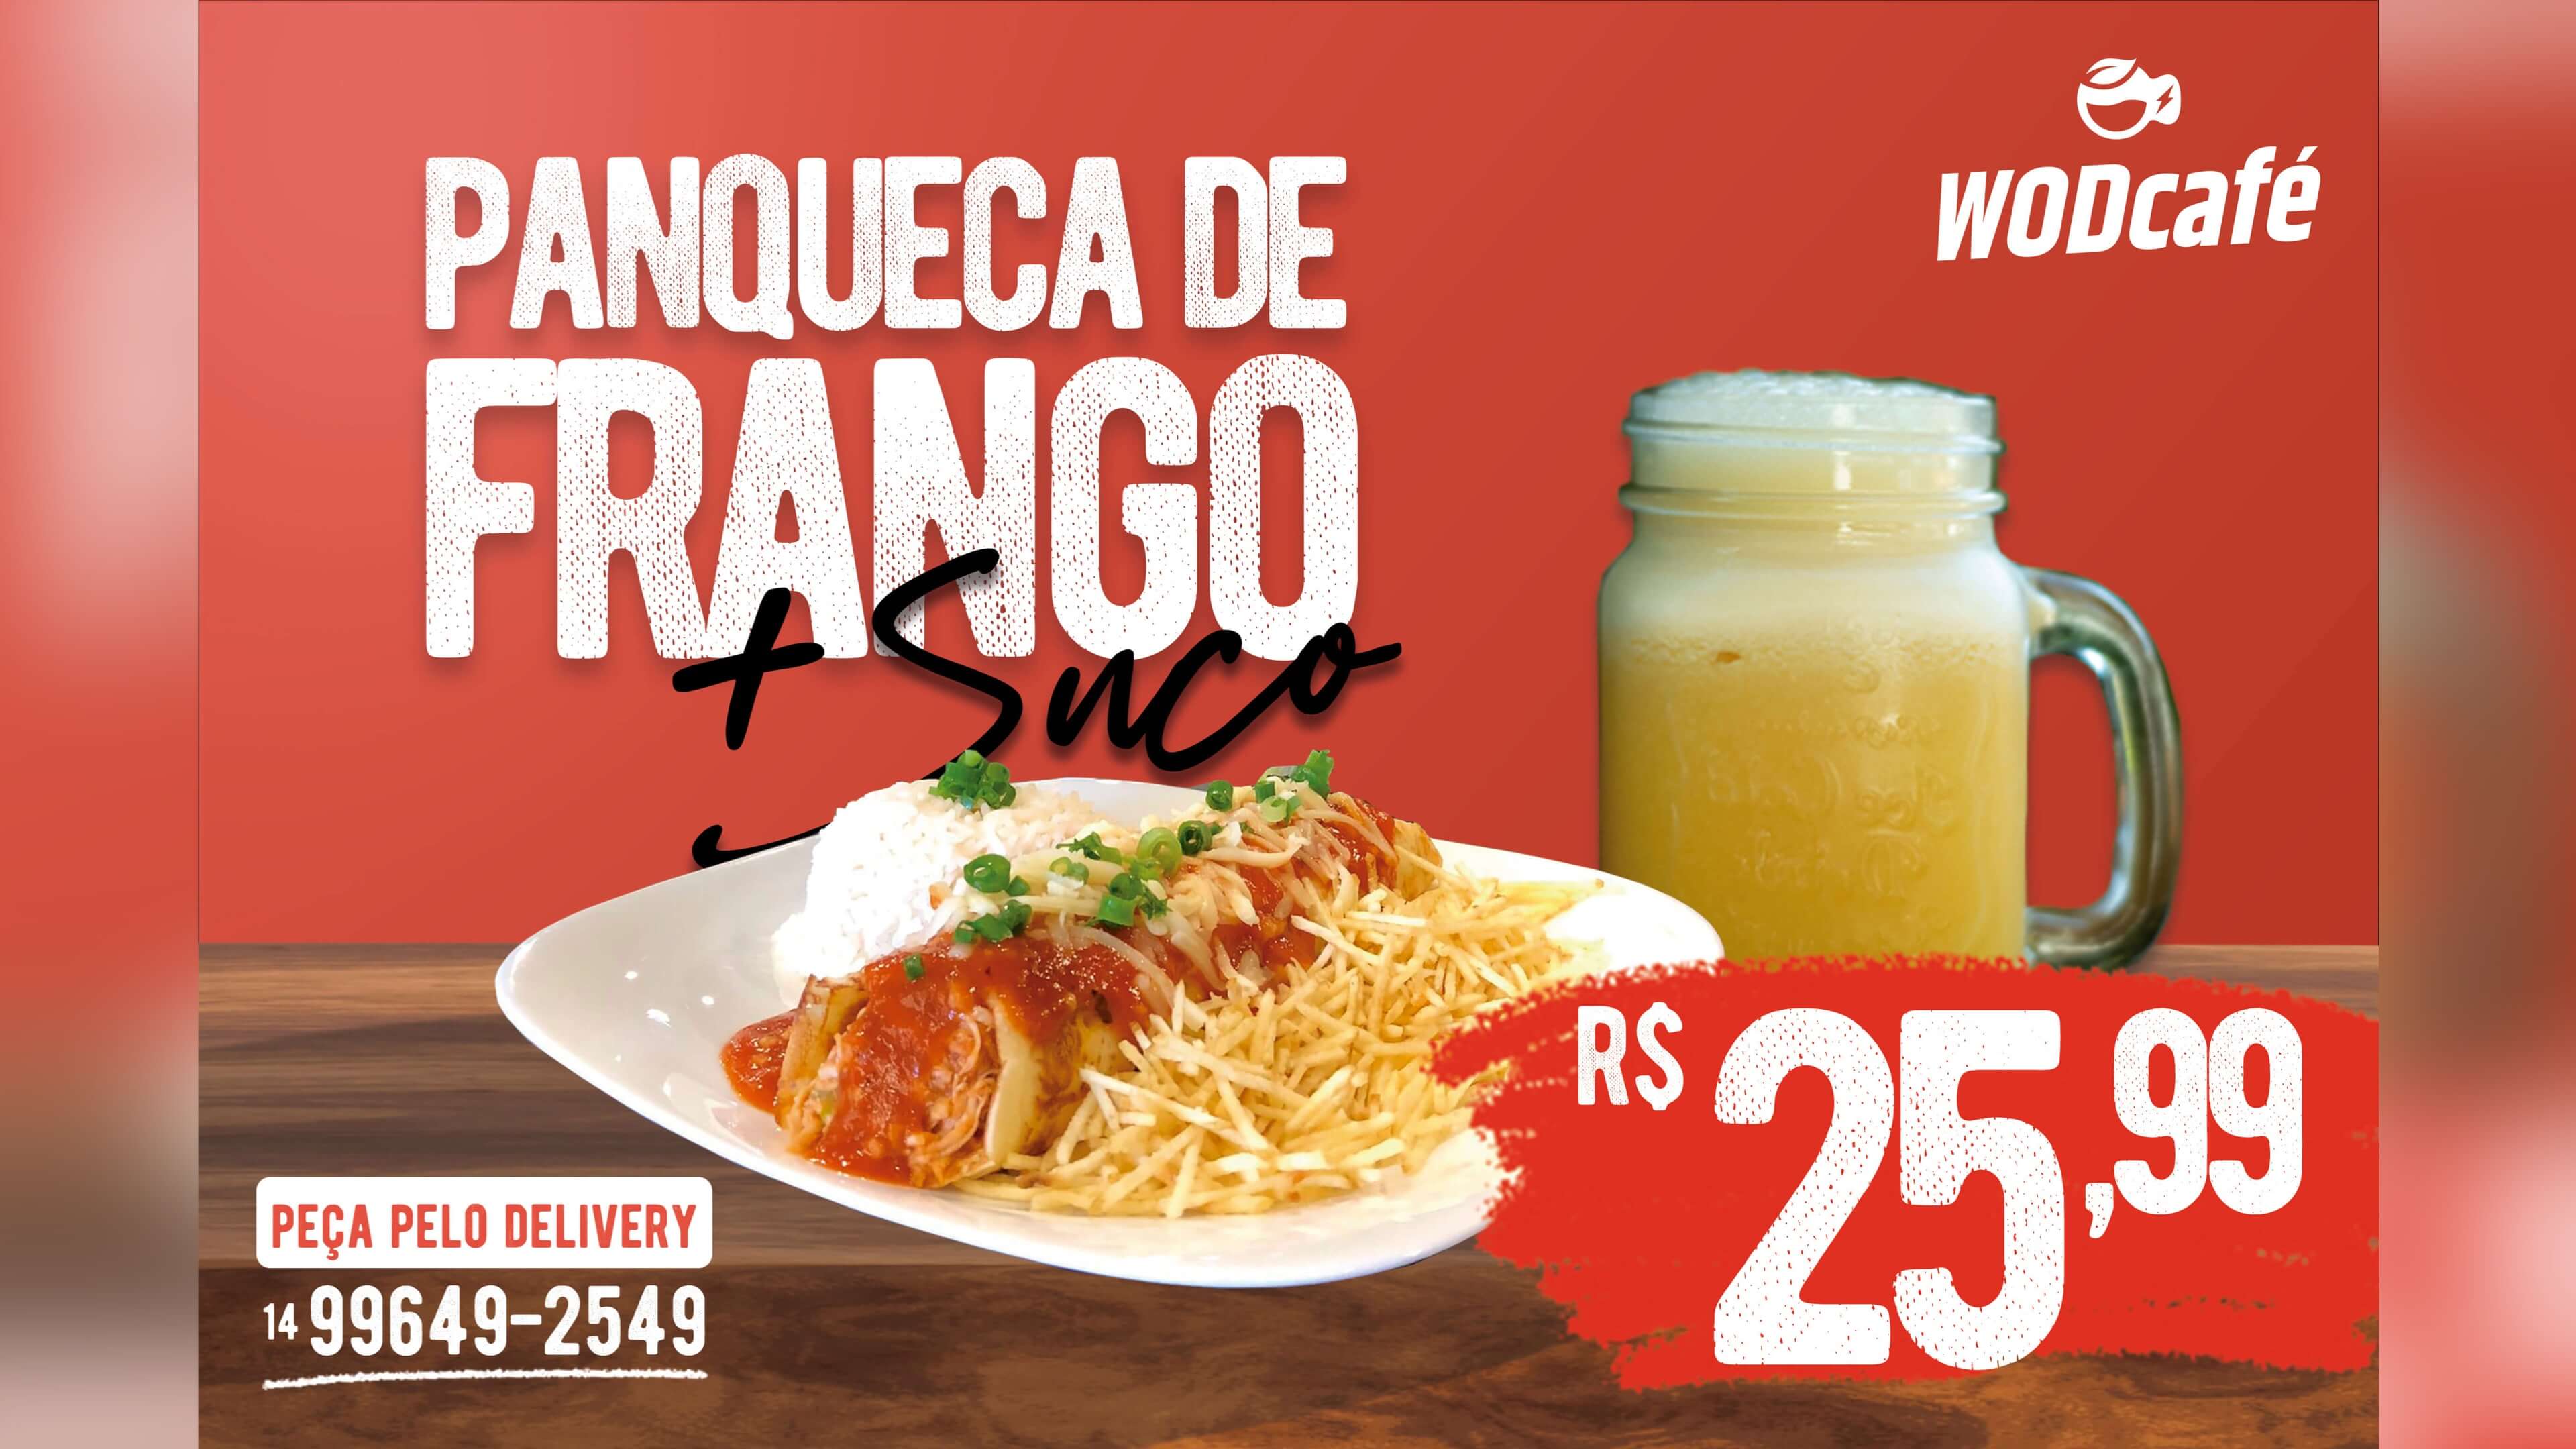 WODcafé
PANQUECA DE
FRANGO
+ Suco
R$ 25,99
PEÇA PELO DELIVERY
14 99649-2549